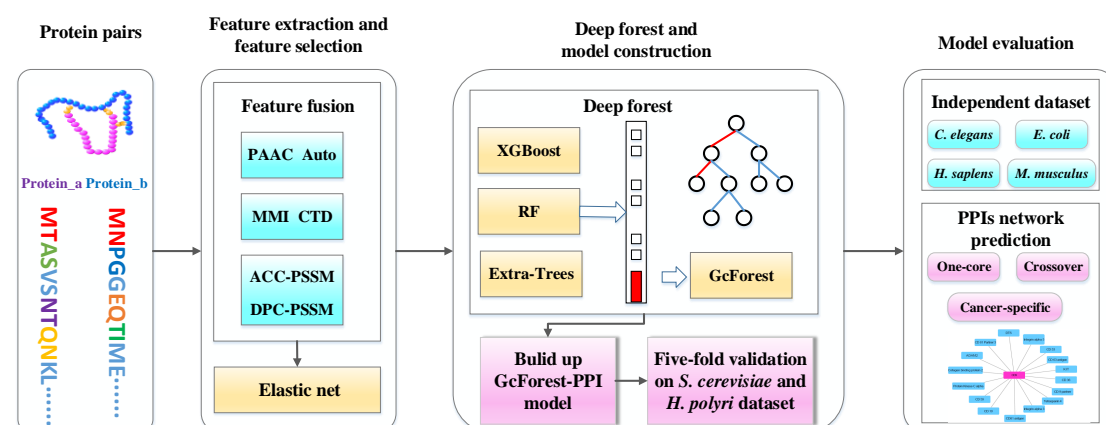 Protein pairs
Feature extraction and
feature selection
Deep forest and
model construction
Model evaluation
Protein_a Protein_b
MTASVSNTQNKL......
MNPGGEQTIME......
Feature fusion
PAAC Auto
MMI CTD
ACC-PSSM
DPC-PSSM
Elastic net
Deep forest
XGBoost
RF
Extra-Trees
GcForest
Bulid up
GcForest-PPI
model
Five-fold validation
on S. cerevisiae and
H. polyri dataset
Independent dataset
C. elegans
E. coli
H. saplens
M. musculus
PPIs network
prediction
One-core
Crossover
Cancer-specific